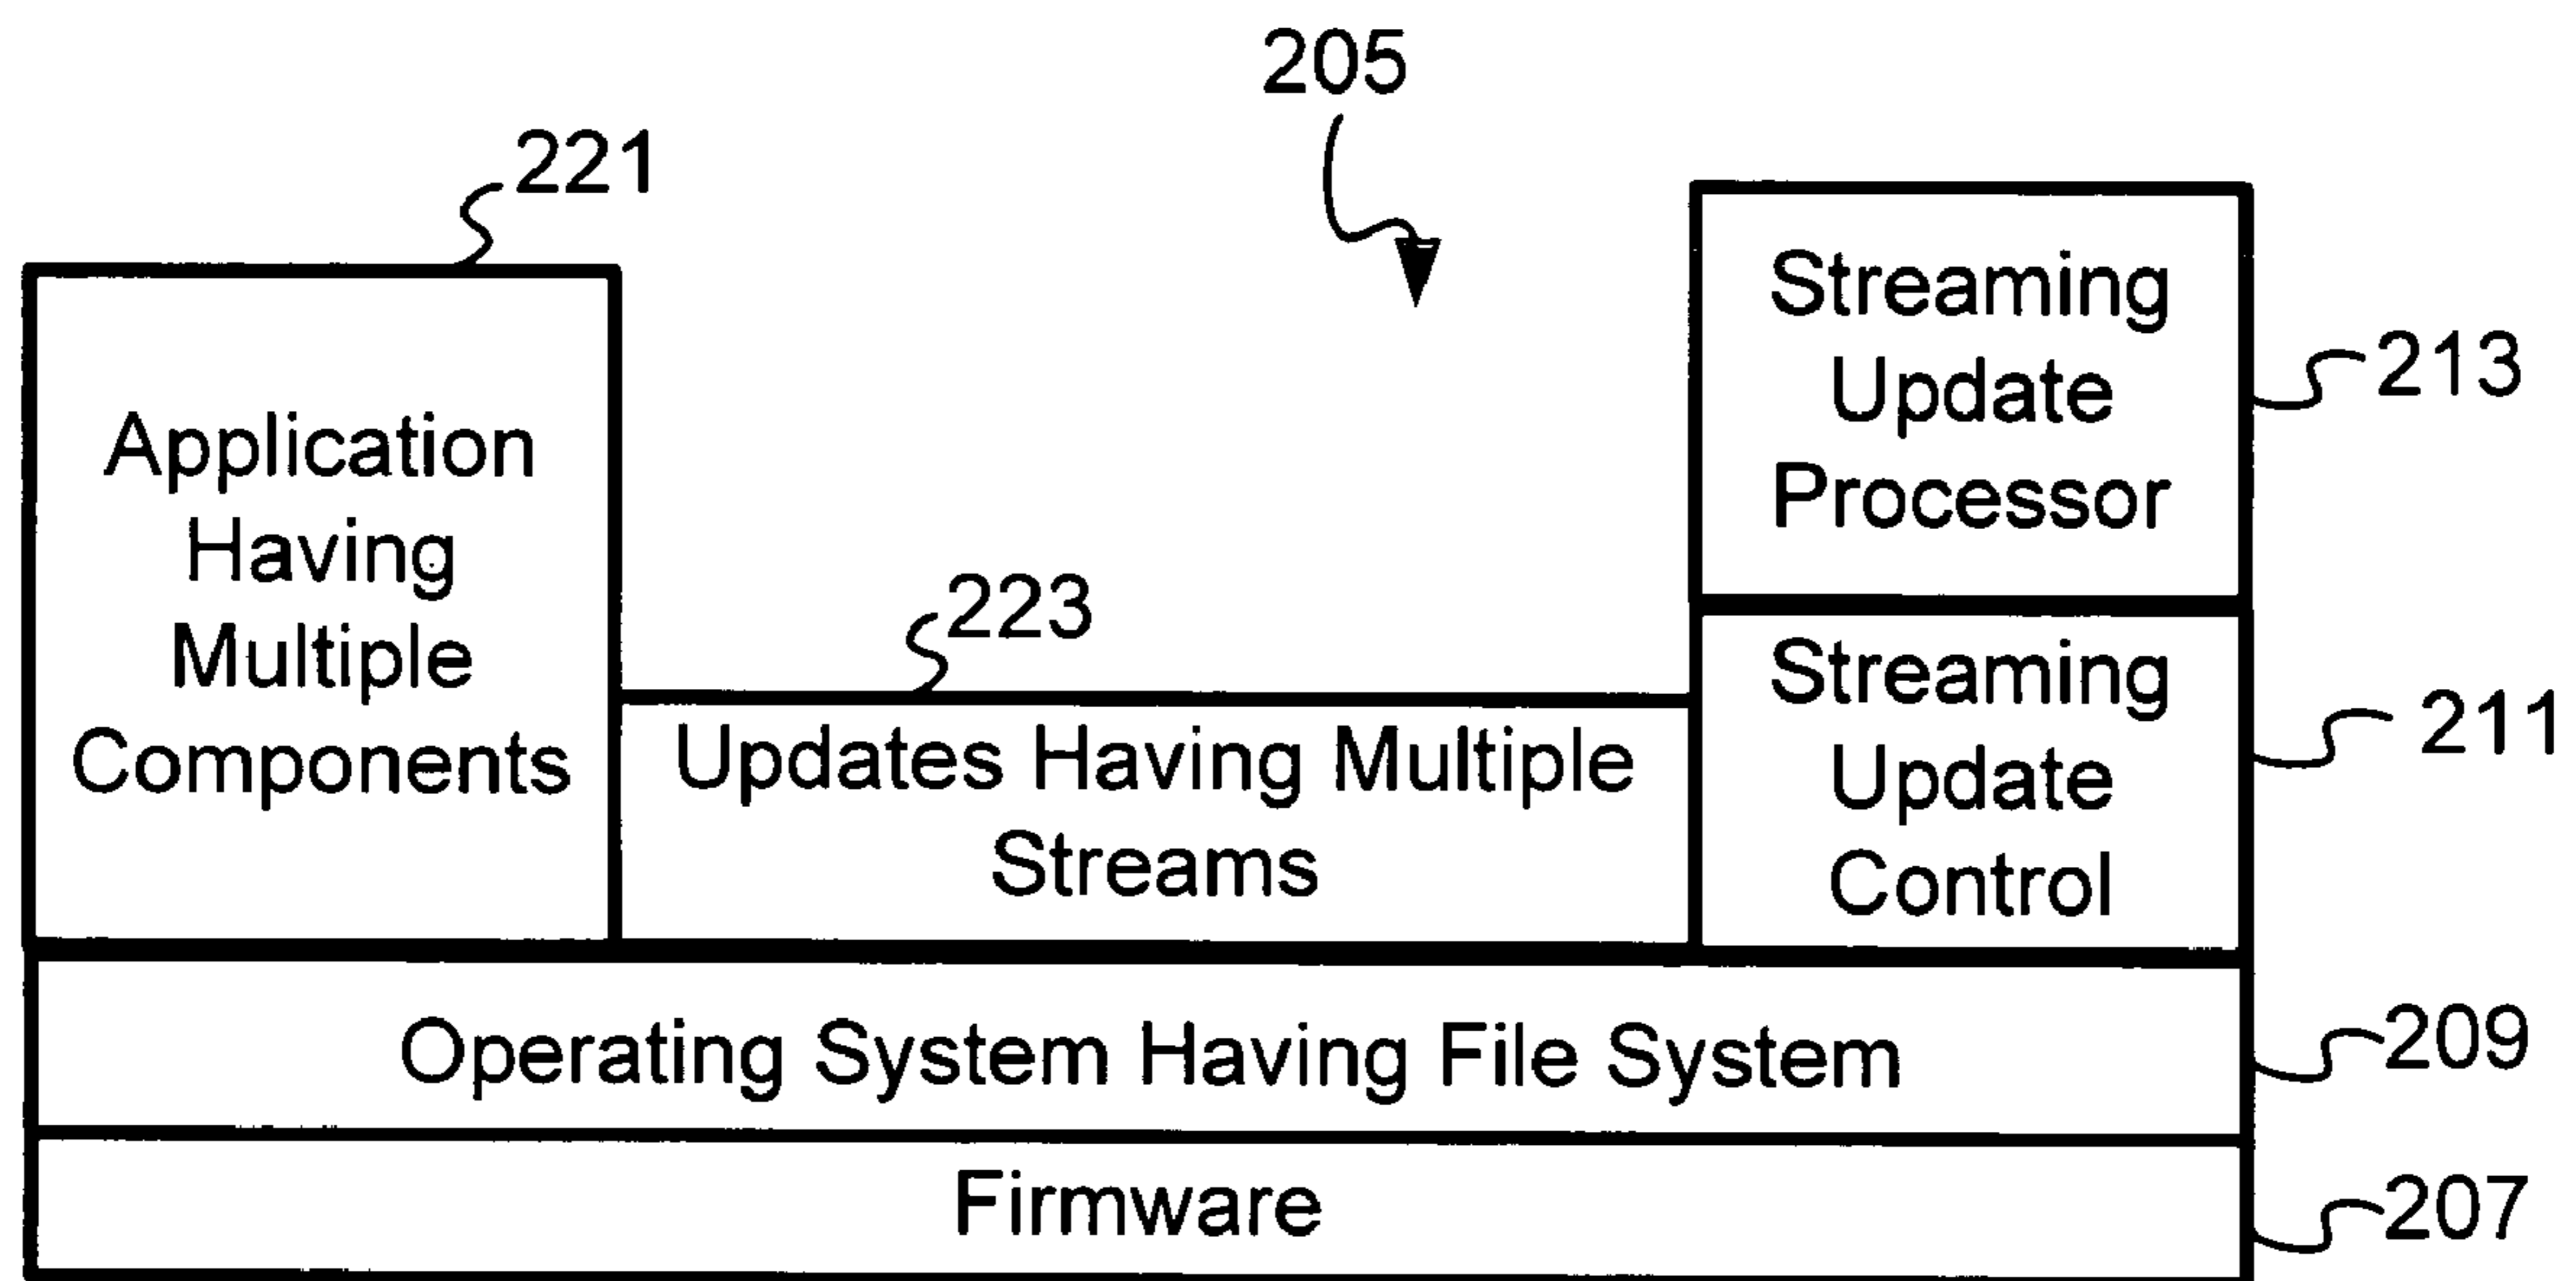 205
221
Streaming
Update
Processor
213
Application
Having
Multiple
Components
223
Updates Having Multiple
Streams
Streaming
Update
Control
211
Operating System Having File System
209
Firmware
207